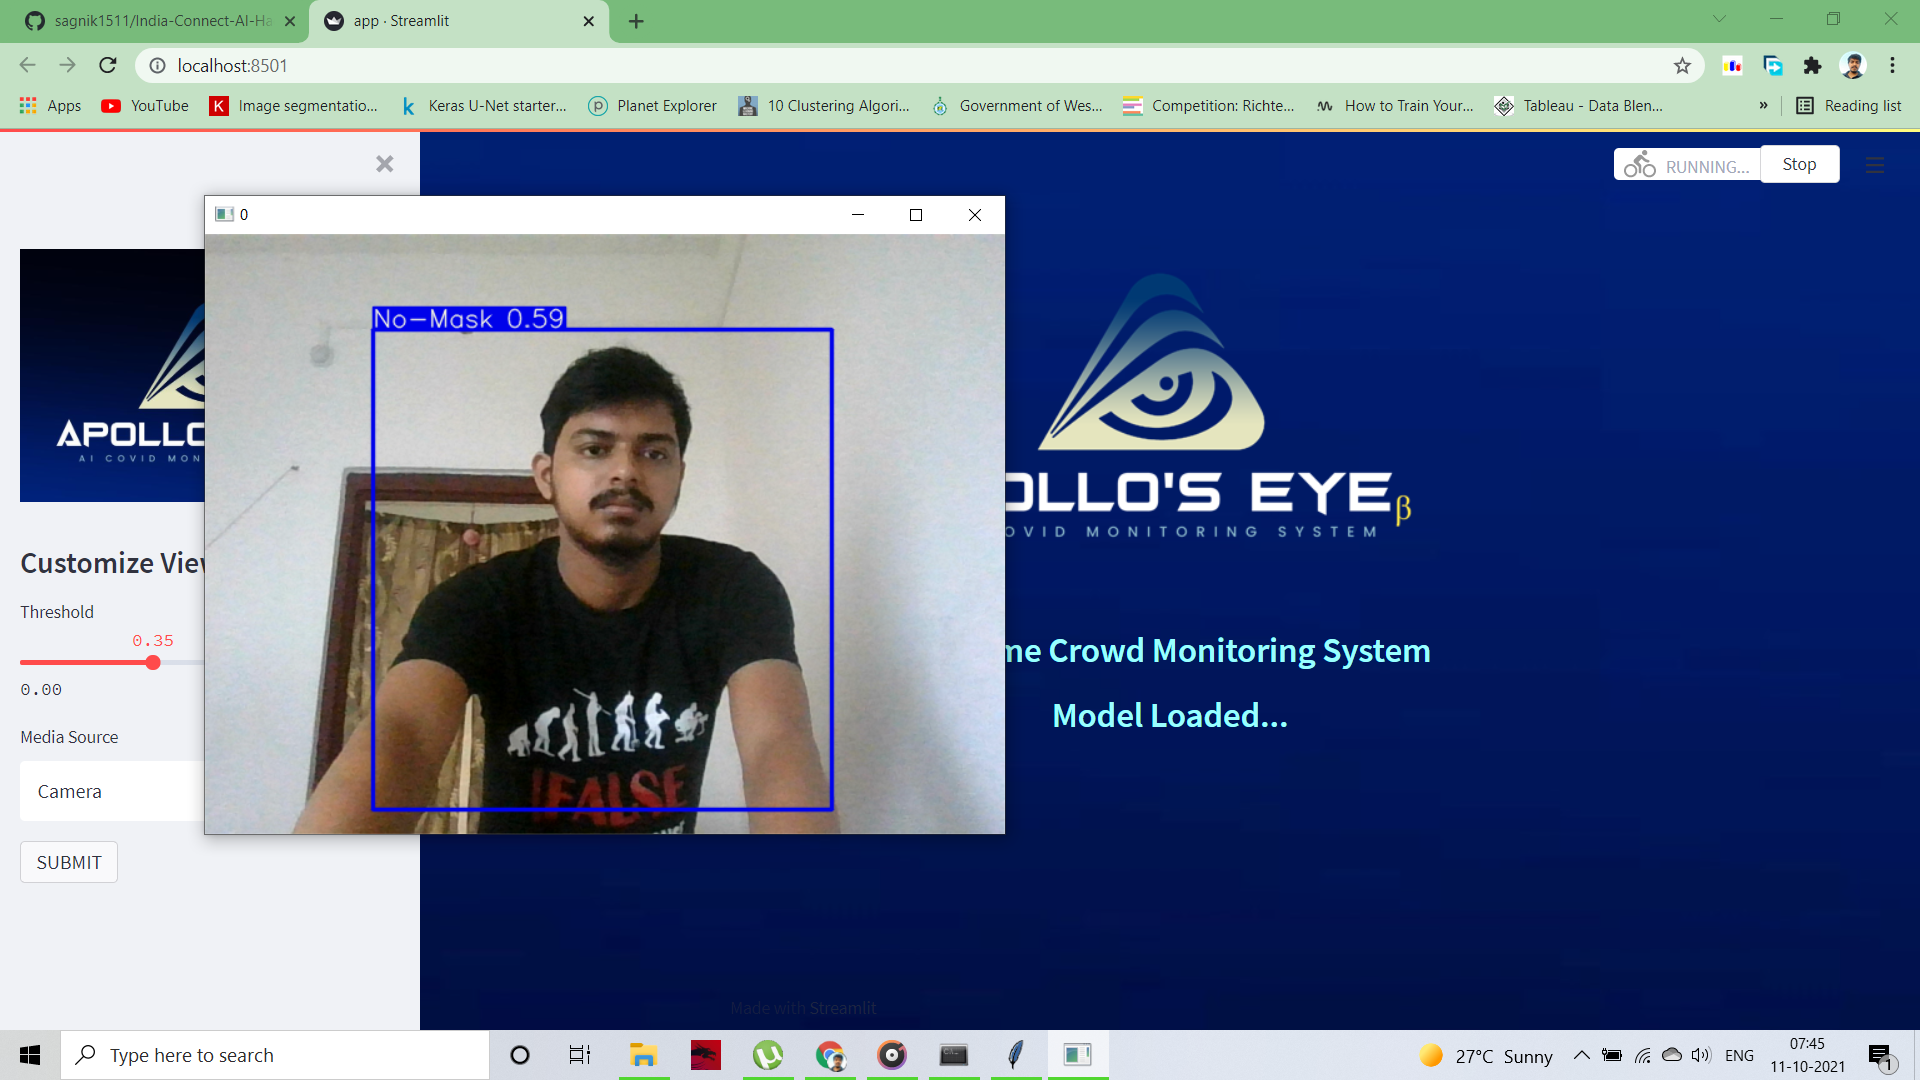 sagnik1511/India-Connect-AI-Ha
app · Streamlit
localhost:8501
Apps
YouTube
Image segmentatio...
Keras U-Net starter...
Planet Explorer
10 Clustering Algori...
Government of Wes...
Competition: Richte...
How to Train Your...
Tableau - Data Blen...
»
Reading list
RUNNING...
Stop
0
No-Mask 0.59
APOLLO
AI COVID MON
OLLO'S EYE β
OVID MONITORING SYSTEM
Customize View
Threshold
0.35
0.00
Media Source
Camera
SUBMIT
me Crowd Monitoring System
Model Loaded...
!FALSE
Made with Streamlit
Type here to search
27°C Sunny
ENG
07:45
11-10-2021
1